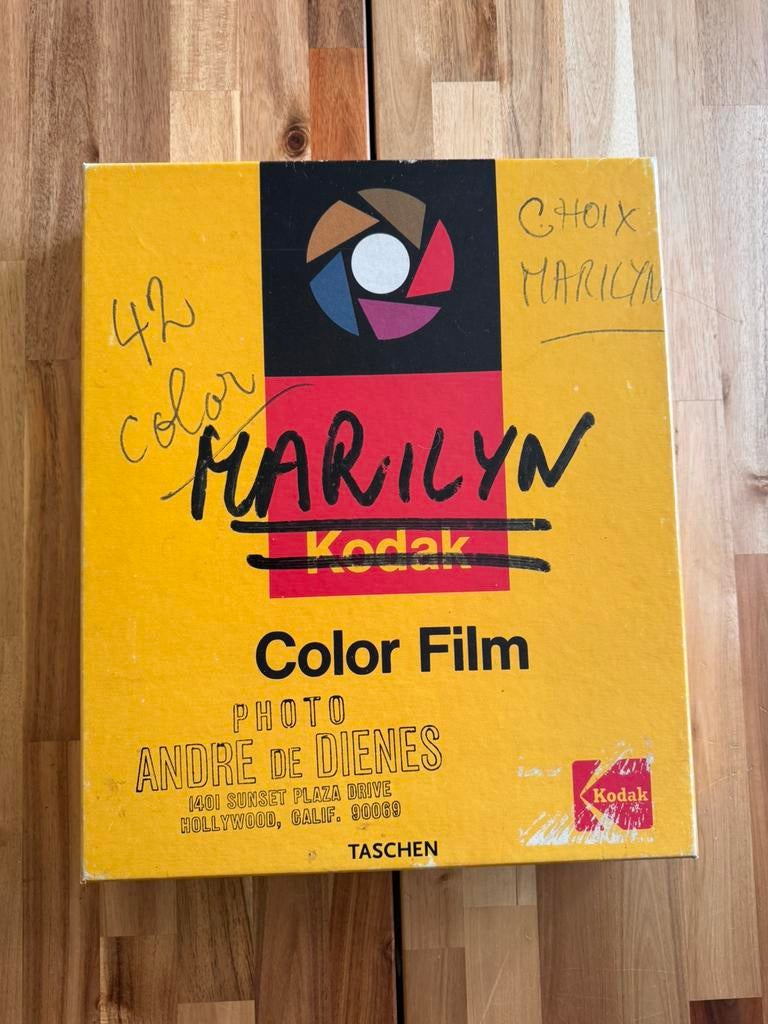 CHOIX
MARILYN
42
color
MARILYN
Kodak
Color Film
PHOTO
ANDRE DE DIENES
1401 SUNSET PLAZA DRIVE
HOLLYWOOD, CALIF. 90069
Kodak
TASCHEN